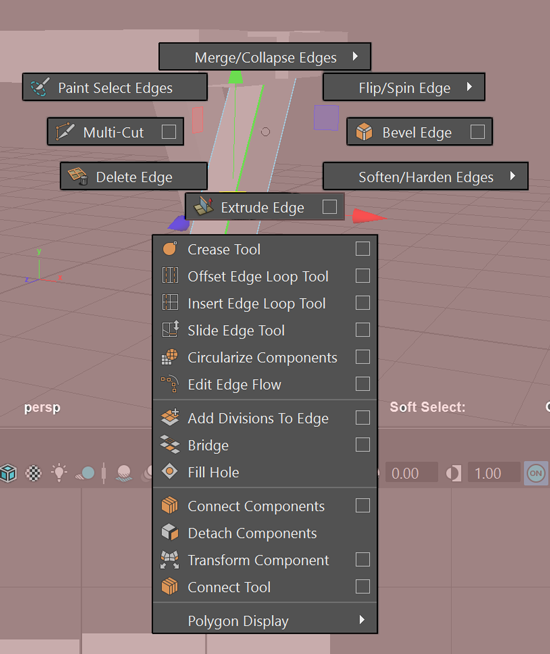 Merge/Collapse Edges
Paint Select Edges
Flip/Spin Edge
Multi-Cut
Bevel Edge
Delete Edge
Soften/Harden Edges
Extrude Edge
Crease Tool
Offset Edge Loop Tool
Insert Edge Loop Tool
Slide Edge Tool
Circularize Components
Edit Edge Flow
Add Divisions To Edge
Bridge
Fill Hole
Connect Components
Detach Components
Transform Component
Connect Tool
Polygon Display
y
persp
Soft Select:
0.00
1.00
ON